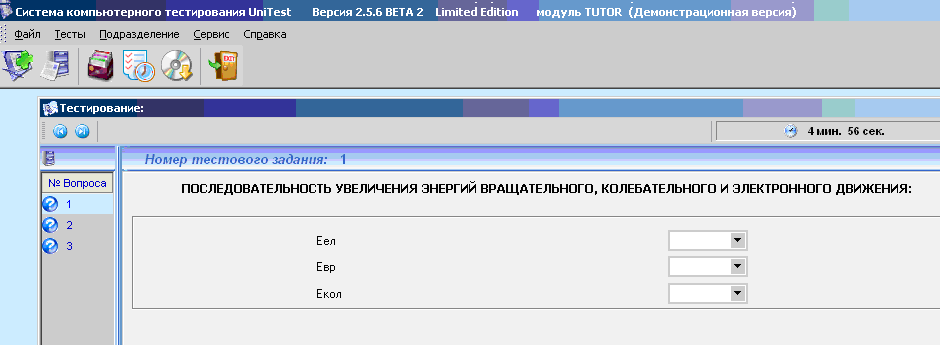 Система компьютерного тестирования UniTest Версия 2.5.6 BETA 2 Limited Edition модуль TUTOR (Демонстрационная версия)
Файл Тесты Подразделение Сервис Справка
EXIT
Тестирование:
4 мин. 56 сек.
Номер тестового задания: 1
№ Вопроса
ПОСЛЕДОВАТЕЛЬНОСТЬ УВЕЛИЧЕНИЯ ЭНЕРГИЙ ВРАЩАТЕЛЬНОГО, КОЛЕБАТЕЛЬНОГО И ЭЛЕКТРОННОГО ДВИЖЕНИЯ:
1
2
3
Еел
Евр
Екол